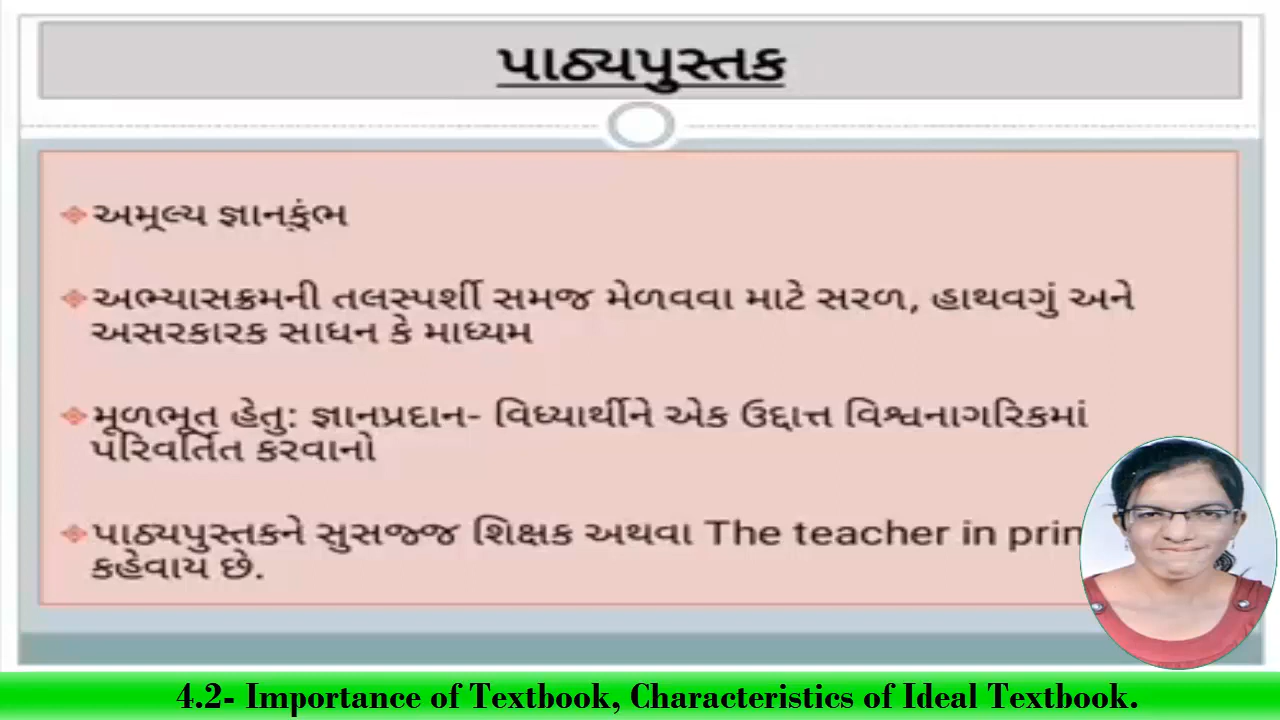 પાઠ્યપુસ્તક
અમૂલ્ય જ્ઞાનકુંભ
અભ્યાસક્રમની તલસ્પર્શી સમજ મેળવવા માટે સરળ, હાથવગું અને
અસરકારક સાધન કે માધ્યમ
મૂળભૂત હેતુ: જ્ઞાનપ્રદાન- વિધ્યાર્થીને એક ઉદ્દાત્ત વિશ્વનાગરિકમાં
પરિવર્તિત કરવાનો
પાઠ્યપુસ્તકને સુસજ્જ શિક્ષક અથવા The teacher in
કહેવાય છે.
4.2- Importance of Textbook, Characteristics of Ideal Textbook.